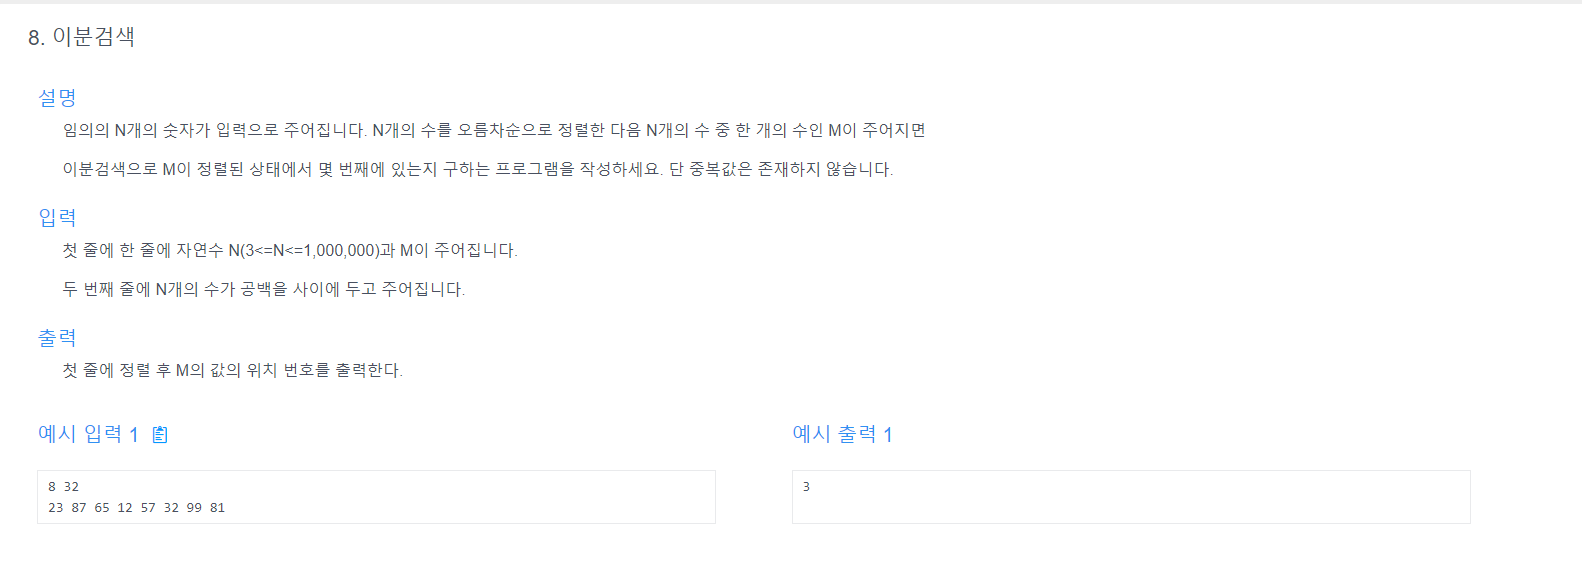 8. 이분검색
설명
임의의 N개의 숫자가 입력으로 주어집니다. N개의 수를 오름차순으로 정렬한 다음 N개의 수 중 한 개의 수인 M이 주어지면
이분검색으로 M이 정렬된 상태에서 몇 번째에 있는지 구하는 프로그램을 작성하세요. 단 중복값은 존재하지 않습니다.
입력
첫 줄에 한 줄에 자연수 N(3<=N<=1,000,000)과 M이 주어집니다.
두 번째 줄에 N개의 수가 공백을 사이에 두고 주어집니다.
출력
첫 줄에 정렬 후 M의 값의 위치 번호를 출력한다.
예시 입력 1
8 32
23 87 65 12 57 32 99 81
예시 출력 1
3